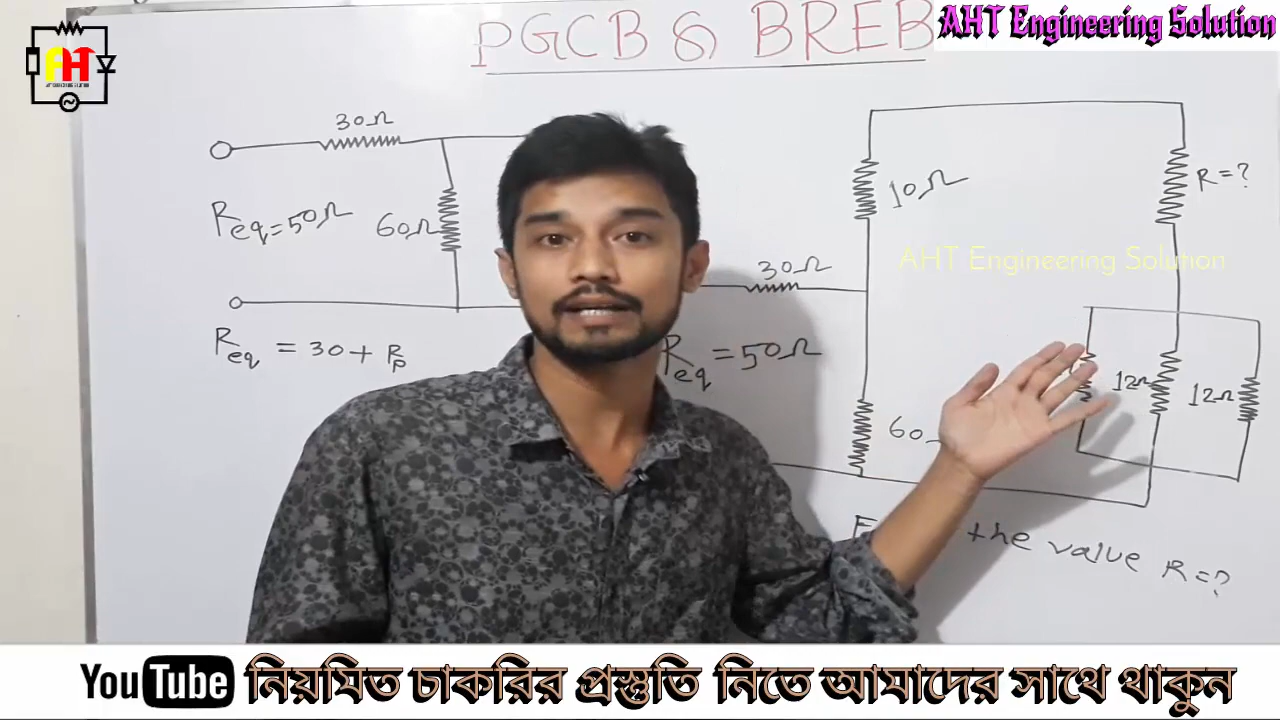 PGCB & BREB
AHT Engineering Solution
AHT
30Ω
Req=50Ω
60Ω
Req = 30 + Rp
30Ω
Req = 50Ω
10Ω
R=?
AHT Engineering Solution
12Ω
12Ω
60
the value R=?
YouTube নিয়মিত চাকরির প্রস্তুতি নিতে আমাদের সাথে থাকুন